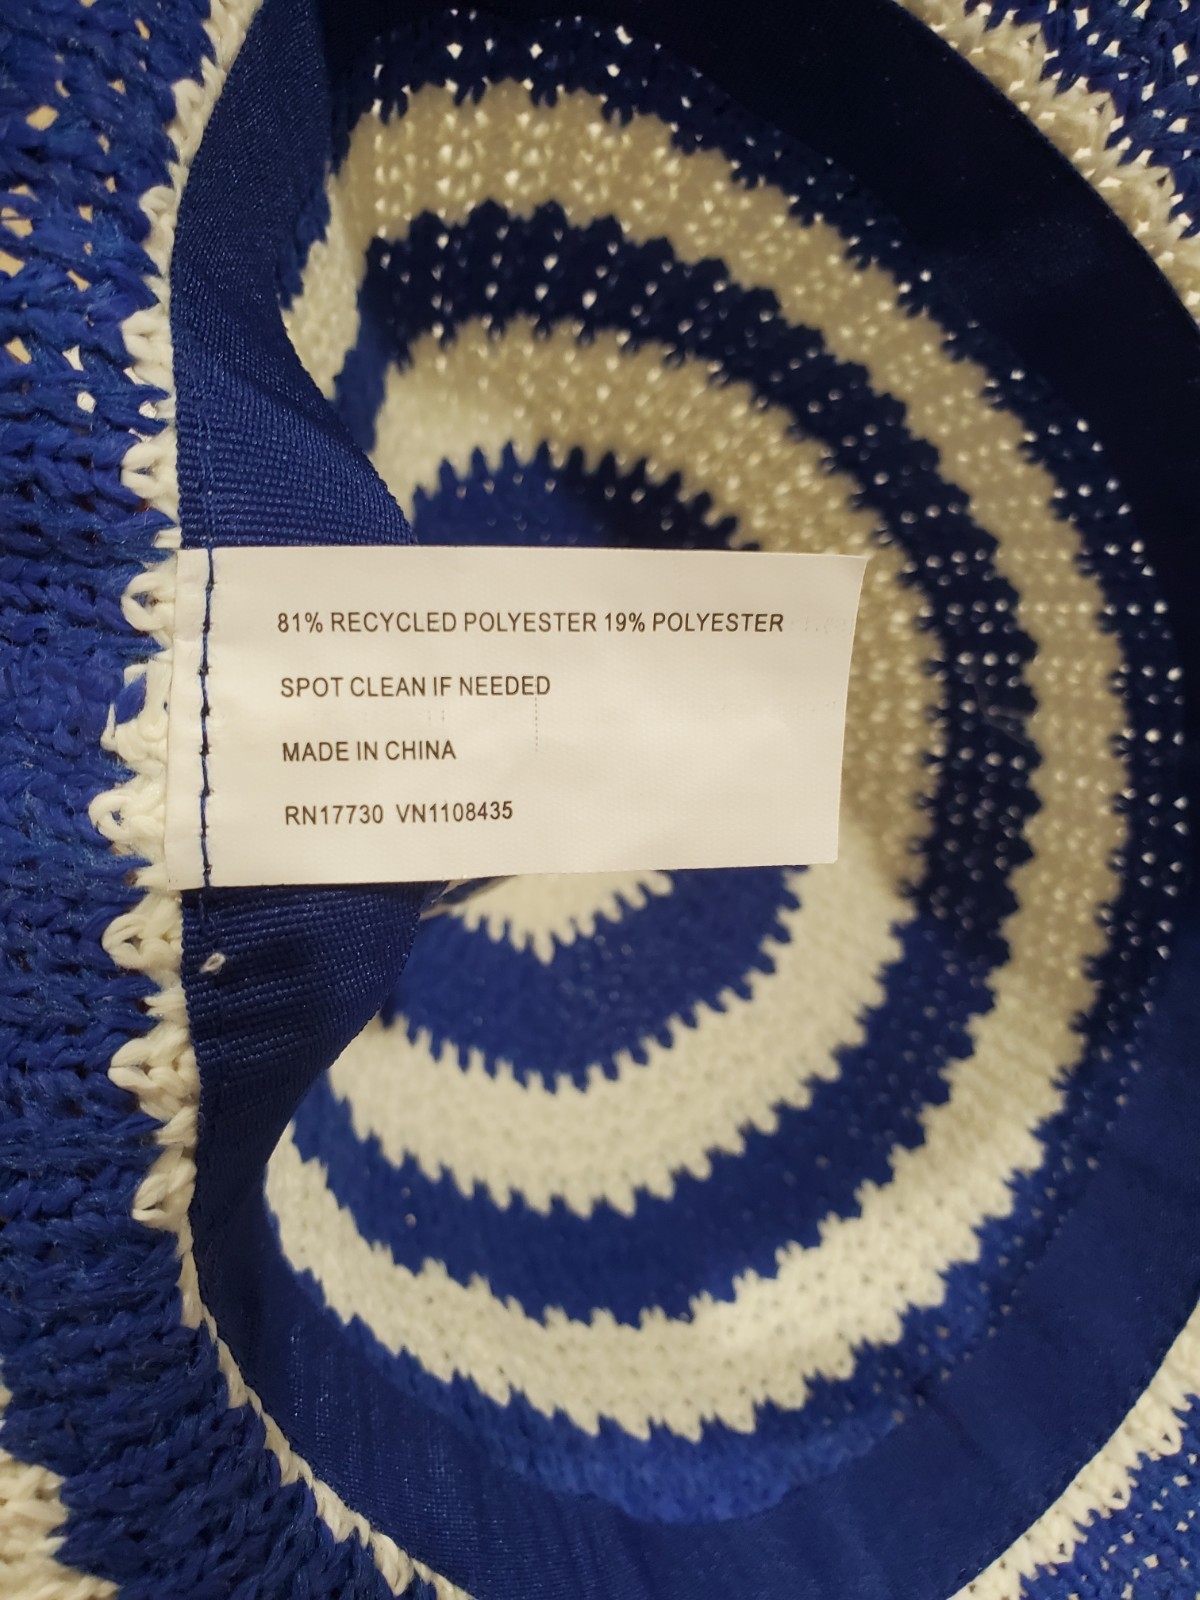 81% RECYCLED POLYESTER 19% POLYESTER
SPOT CLEAN IF NEEDED
MADE IN CHINA
RN17730 VN1108435